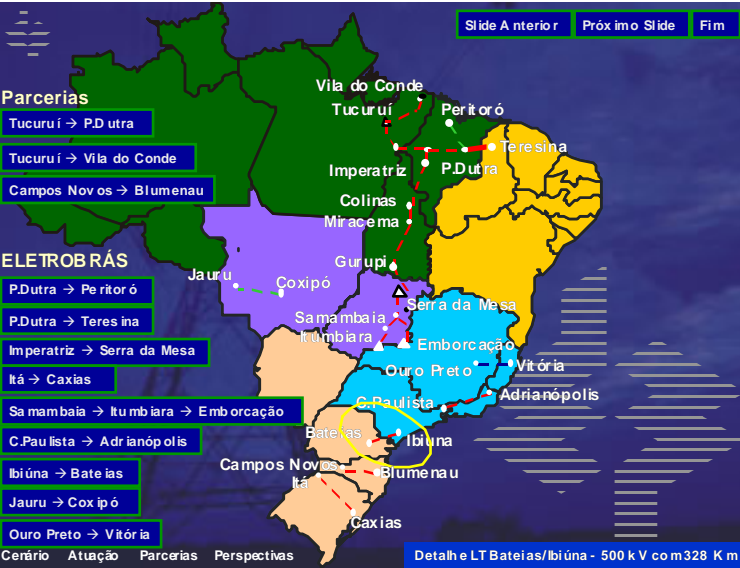 Slide Anterior
Próximo Slide
Fim
Parcerias
Tucuruí → P.Dutra
Tucuruí → Vila do Conde
Campos Novos → Blumenau
ELETROBRÁS
P.Dutra → Peritoró
P.Dutra → Teresina
Imperatriz → Serra da Mesa
Itá → Caxias
Samambaia → Itumbiara → Emborcação
C.Paulista → Adrianópolis
Ibiúna → Bateias
Jauru → Coxipó
Ouro Preto → Vitória
Vila do Conde
Tucuruí
Peritoró
Teresina
Imperatriz
P.Dutra
Colinas
Miracema
Gurupi
Jauru
Coxipó
Serra da Mesa
Samambaia
Itumbiara
Emborcação
Ouro Preto
Vitória
Adrianópolis
C.Paulista
Bateias
Ibiuna
Campos Novos
Itá
Blumenau
Caxias
Cenário Atuação Parcerias Perspectivas
Detalhe LT Bateias/Ibiúna - 500 kV com 328 Km